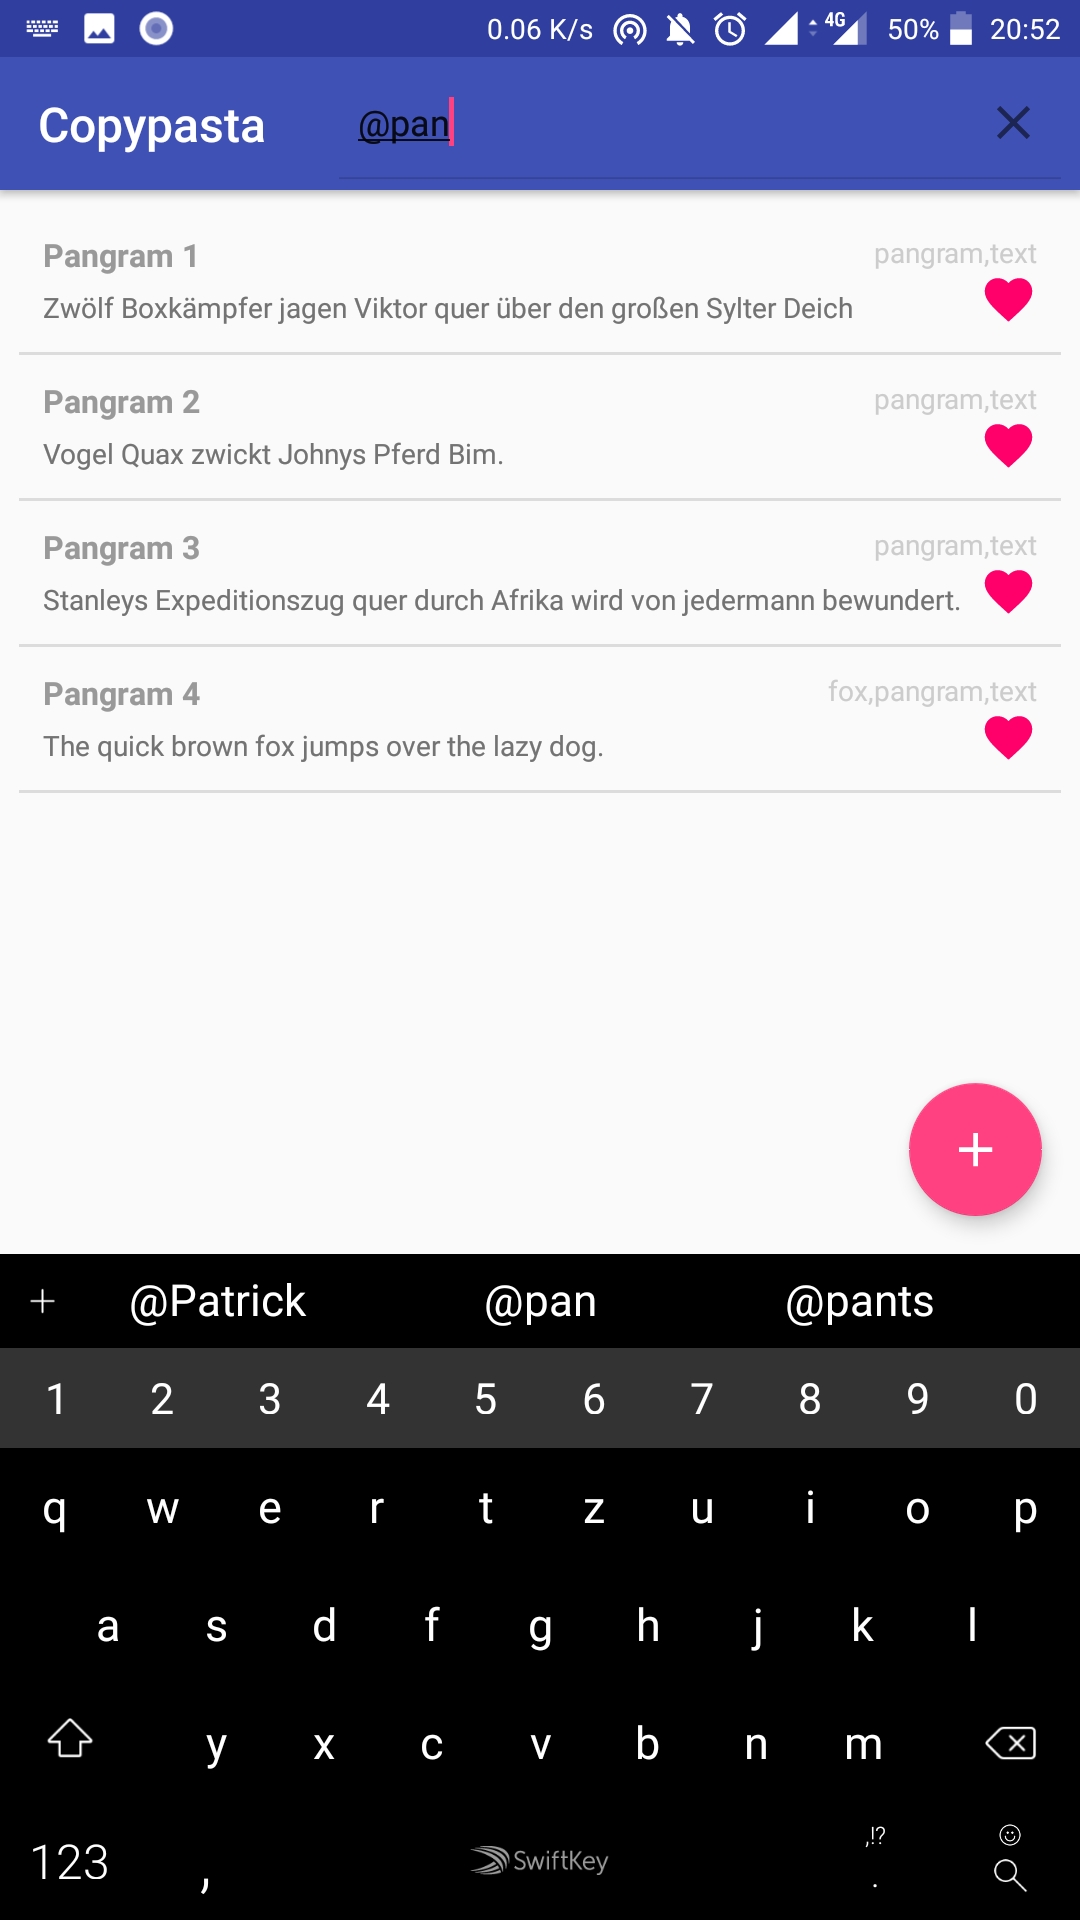 0.06 K/s 4G 50% 20:52
Copypasta @pan
Pangram 1 pangram,text
Zwölf Boxkämpfer jagen Viktor quer über den großen Sylter Deich
Pangram 2 pangram,text
Vogel Quax zwickt Johnys Pferd Bim.
Pangram 3 pangram,text
Stanleys Expeditionszug quer durch Afrika wird von jedermann bewundert.
Pangram 4 fox,pangram,text
The quick brown fox jumps over the lazy dog.
+
+ @Patrick @pan @pants
1 2 3 4 5 6 7 8 9 0
q w e r t z u i o p
a s d f g h j k l
y x c v b n m
,!?
123 , SwiftKey .